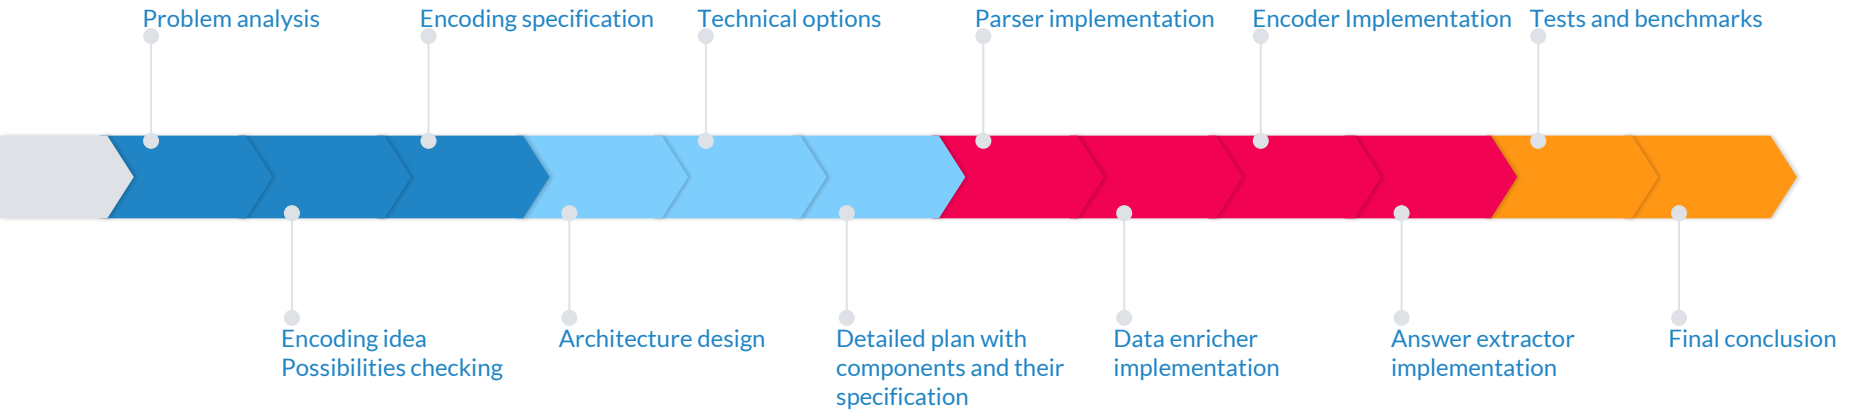 Problem analysis
Encoding specification
Technical options
Parser implementation
Encoder Implementation
Tests and benchmarks
Encoding idea
Possibilities checking
Architecture design
Detailed plan with
components and their
specification
Data enricher
implementation
Answer extractor
implementation
Final conclusion